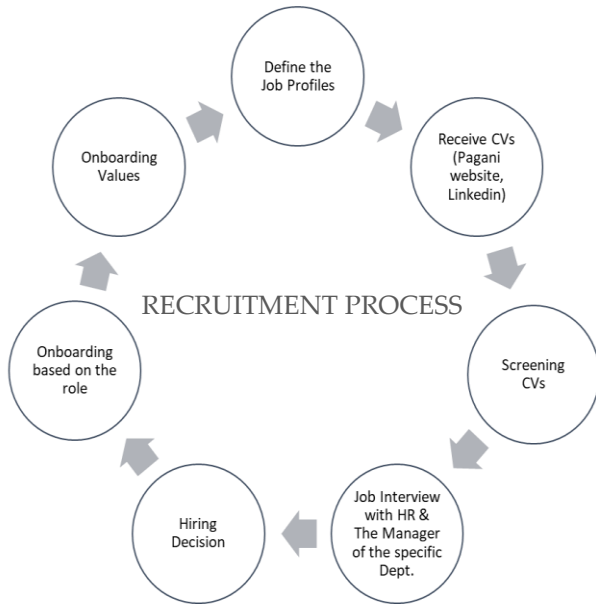 Define the
Job Profiles
Receive CVs
(Pagani
website,
Linkedin)
Screening
CVs
Job Interview
with HR &
The Manager
of the specific
Dept.
Hiring
Decision
Onboarding
based on the
role
Onboarding
Values
RECRUITMENT PROCESS